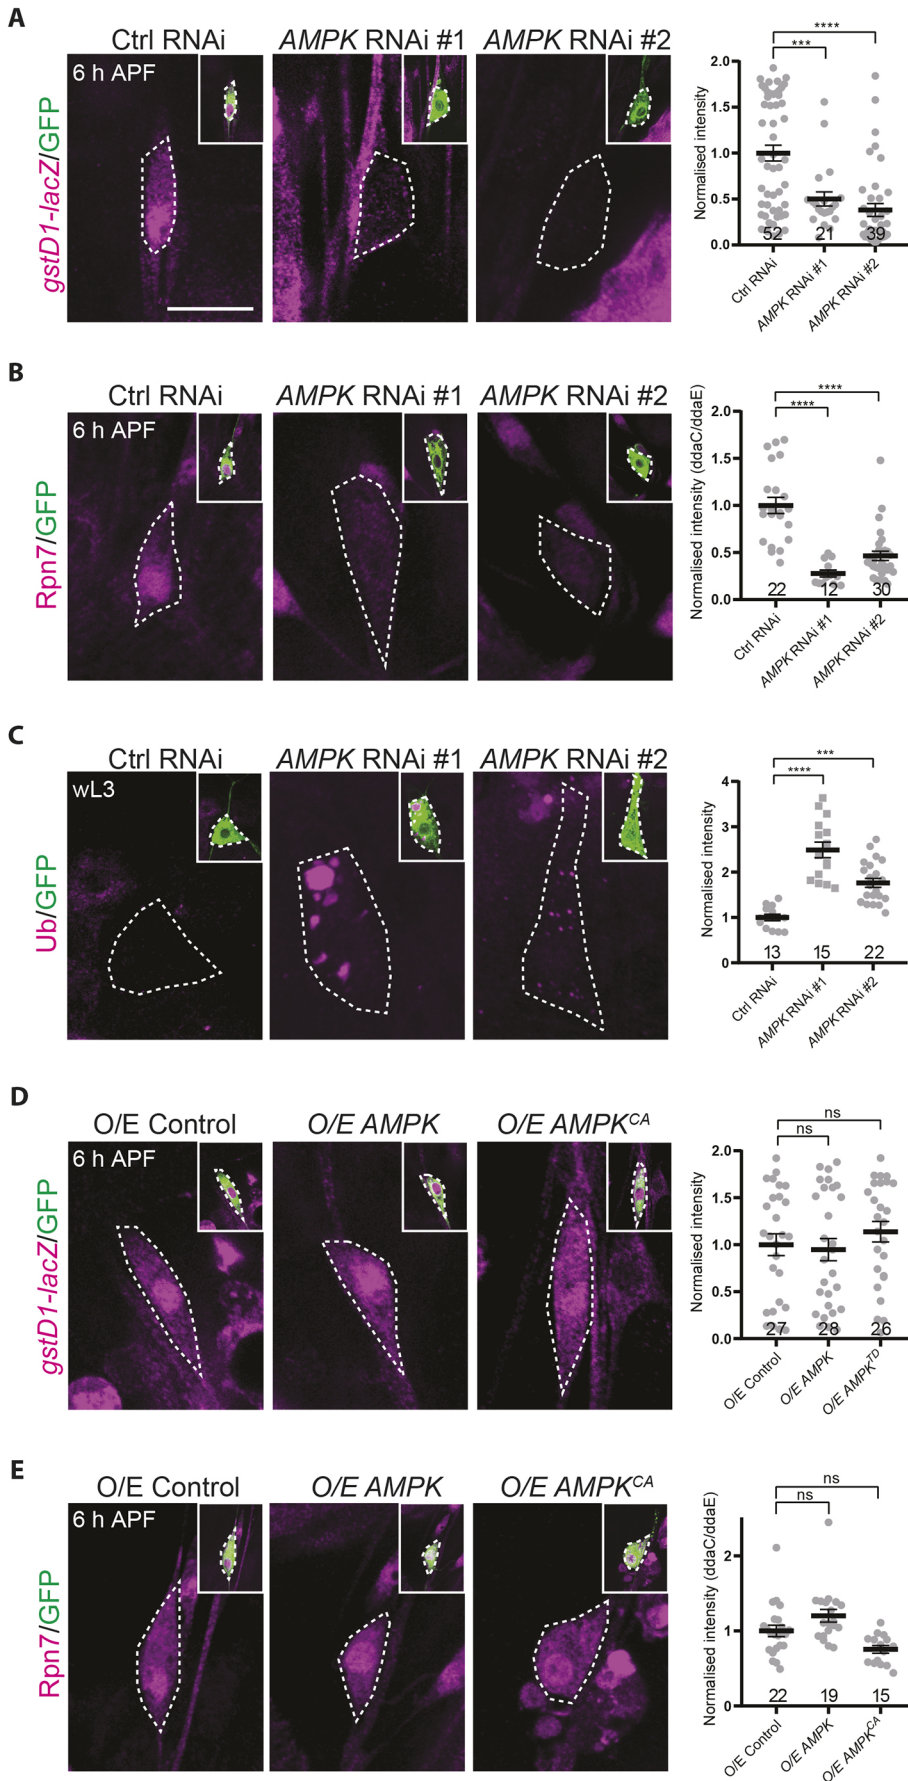 A
Ctrl RNAi
AMPK RNAi #1
AMPK RNAi #2
6 h APF
gstD1-lacZ/GFP
****
***
Normalised intensity
2.0
1.5
1.0
0.5
0.0
52
21
39
Ctrl RNAi
AMPK RNAi #1
AMPK RNAi #2
B
Ctrl RNAi
AMPK RNAi #1
AMPK RNAi #2
6 h APF
Rpn7/GFP
****
****
Normalised intensity (ddaC/ddaE)
2.0
1.5
1.0
0.5
0.0
22
12
30
Ctrl RNAi
AMPK RNAi #1
AMPK RNAi #2
C
Ctrl RNAi
AMPK RNAi #1
AMPK RNAi #2
wL3
Ub/GFP
***
****
Normalised intensity
4
3
2
1
0
13
15
22
Ctrl RNAi
AMPK RNAi #1
AMPK RNAi #2
D
O/E Control
O/E AMPK
O/E AMPKCA
6 h APF
gstD1-lacZ/GFP
ns
ns
Normalised intensity
2.0
1.5
1.0
0.5
0.0
27
28
26
O/E Control
O/E AMPK
O/E AMPKTD
E
O/E Control
O/E AMPK
O/E AMPKCA
6 h APF
Rpn7/GFP
ns
ns
Normalised intensity (ddaC/ddaE)
2
1
0
22
19
15
O/E Control
O/E AMPK
O/E AMPKCA